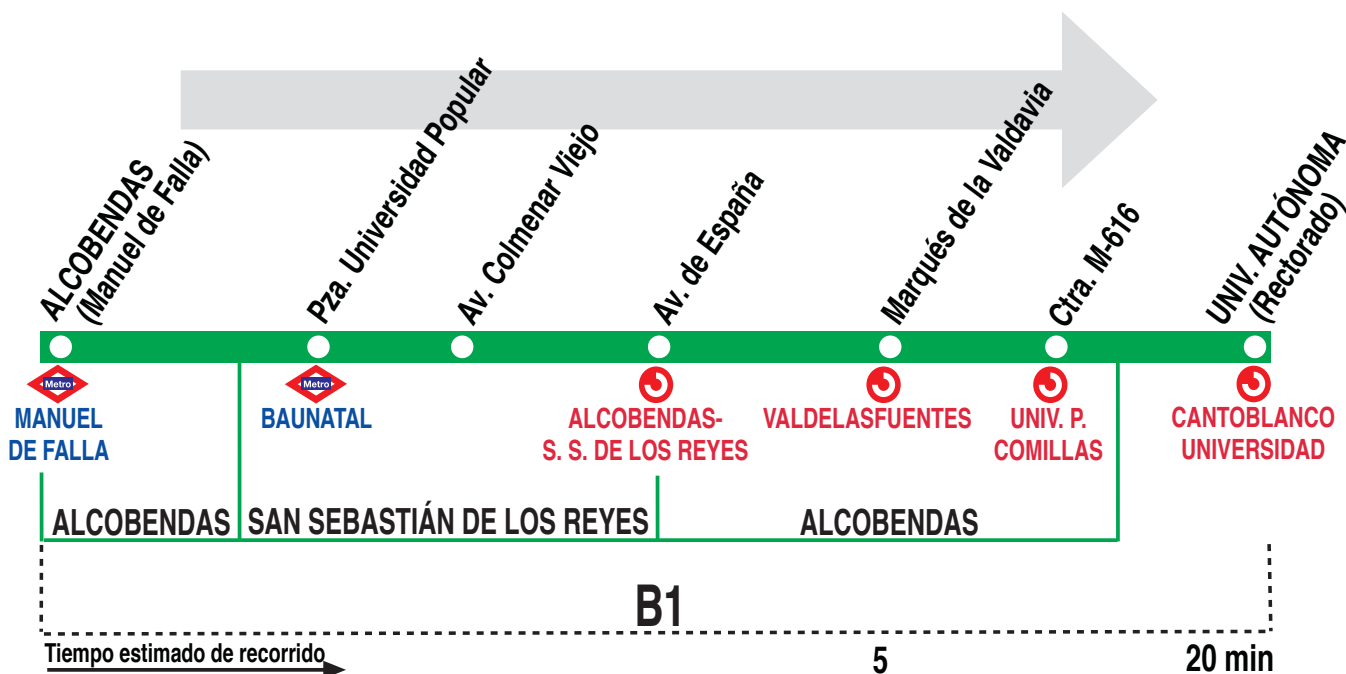 ALCOBENDAS
(Manuel de Falla)
Pza. Universidad Popular
Av. Colmenar Viejo
Av. de España
Marqués de la Valdavia
Ctra. M-616
UNIV. AUTÓNOMA
(Rectorado)
Metro
MANUEL
DE FALLA
Metro
BAUNATAL
ALCOBENDAS-
S. S. DE LOS REYES
VALDELASFUENTES
UNIV. P.
COMILLAS
CANTOBLANCO
UNIVERSIDAD
ALCOBENDAS
SAN SEBASTIÁN DE LOS REYES
ALCOBENDAS
B1
Tiempo estimado de recorrido
5
20 min